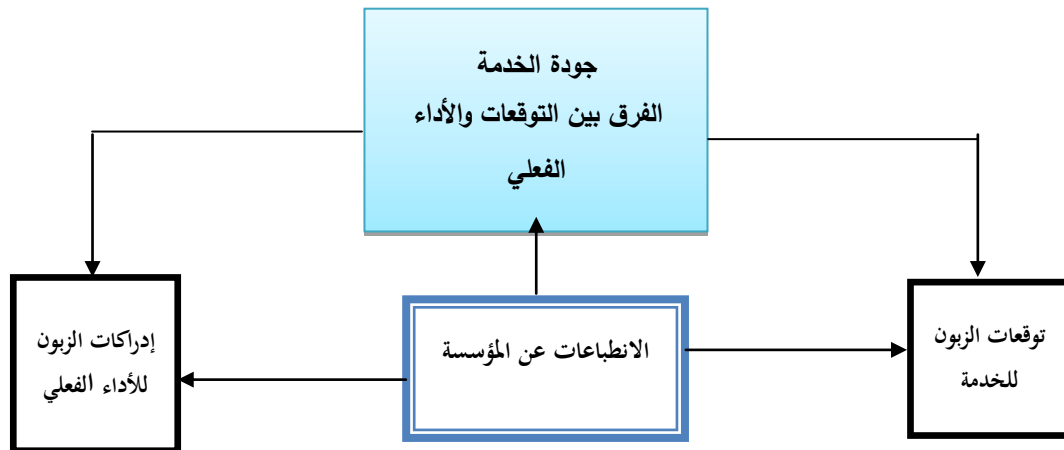 جودة الخدمة
الفرق بين التوقعات والأداء
الفعلي
توقعات الزبون
للخدمة
الانطباعات عن المؤسسة
إدراكات الزبون
للأداء الفعلي